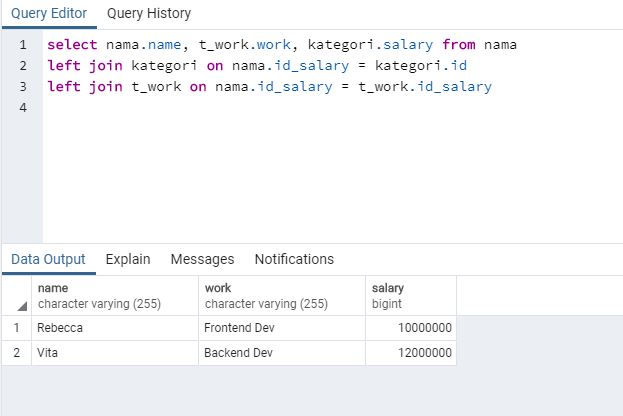 Query Editor Query History
1 select nama.name, t_work.work, kategori.salary from nama
2 left join kategori on nama.id_salary = kategori.id
3 left join t_work on nama.id_salary = t_work.id_salary
4
Data Output Explain Messages Notifications
name work salary
character varying (255) character varying (255) bigint
1 Rebecca Frontend Dev 10000000
2 Vita Backend Dev 12000000